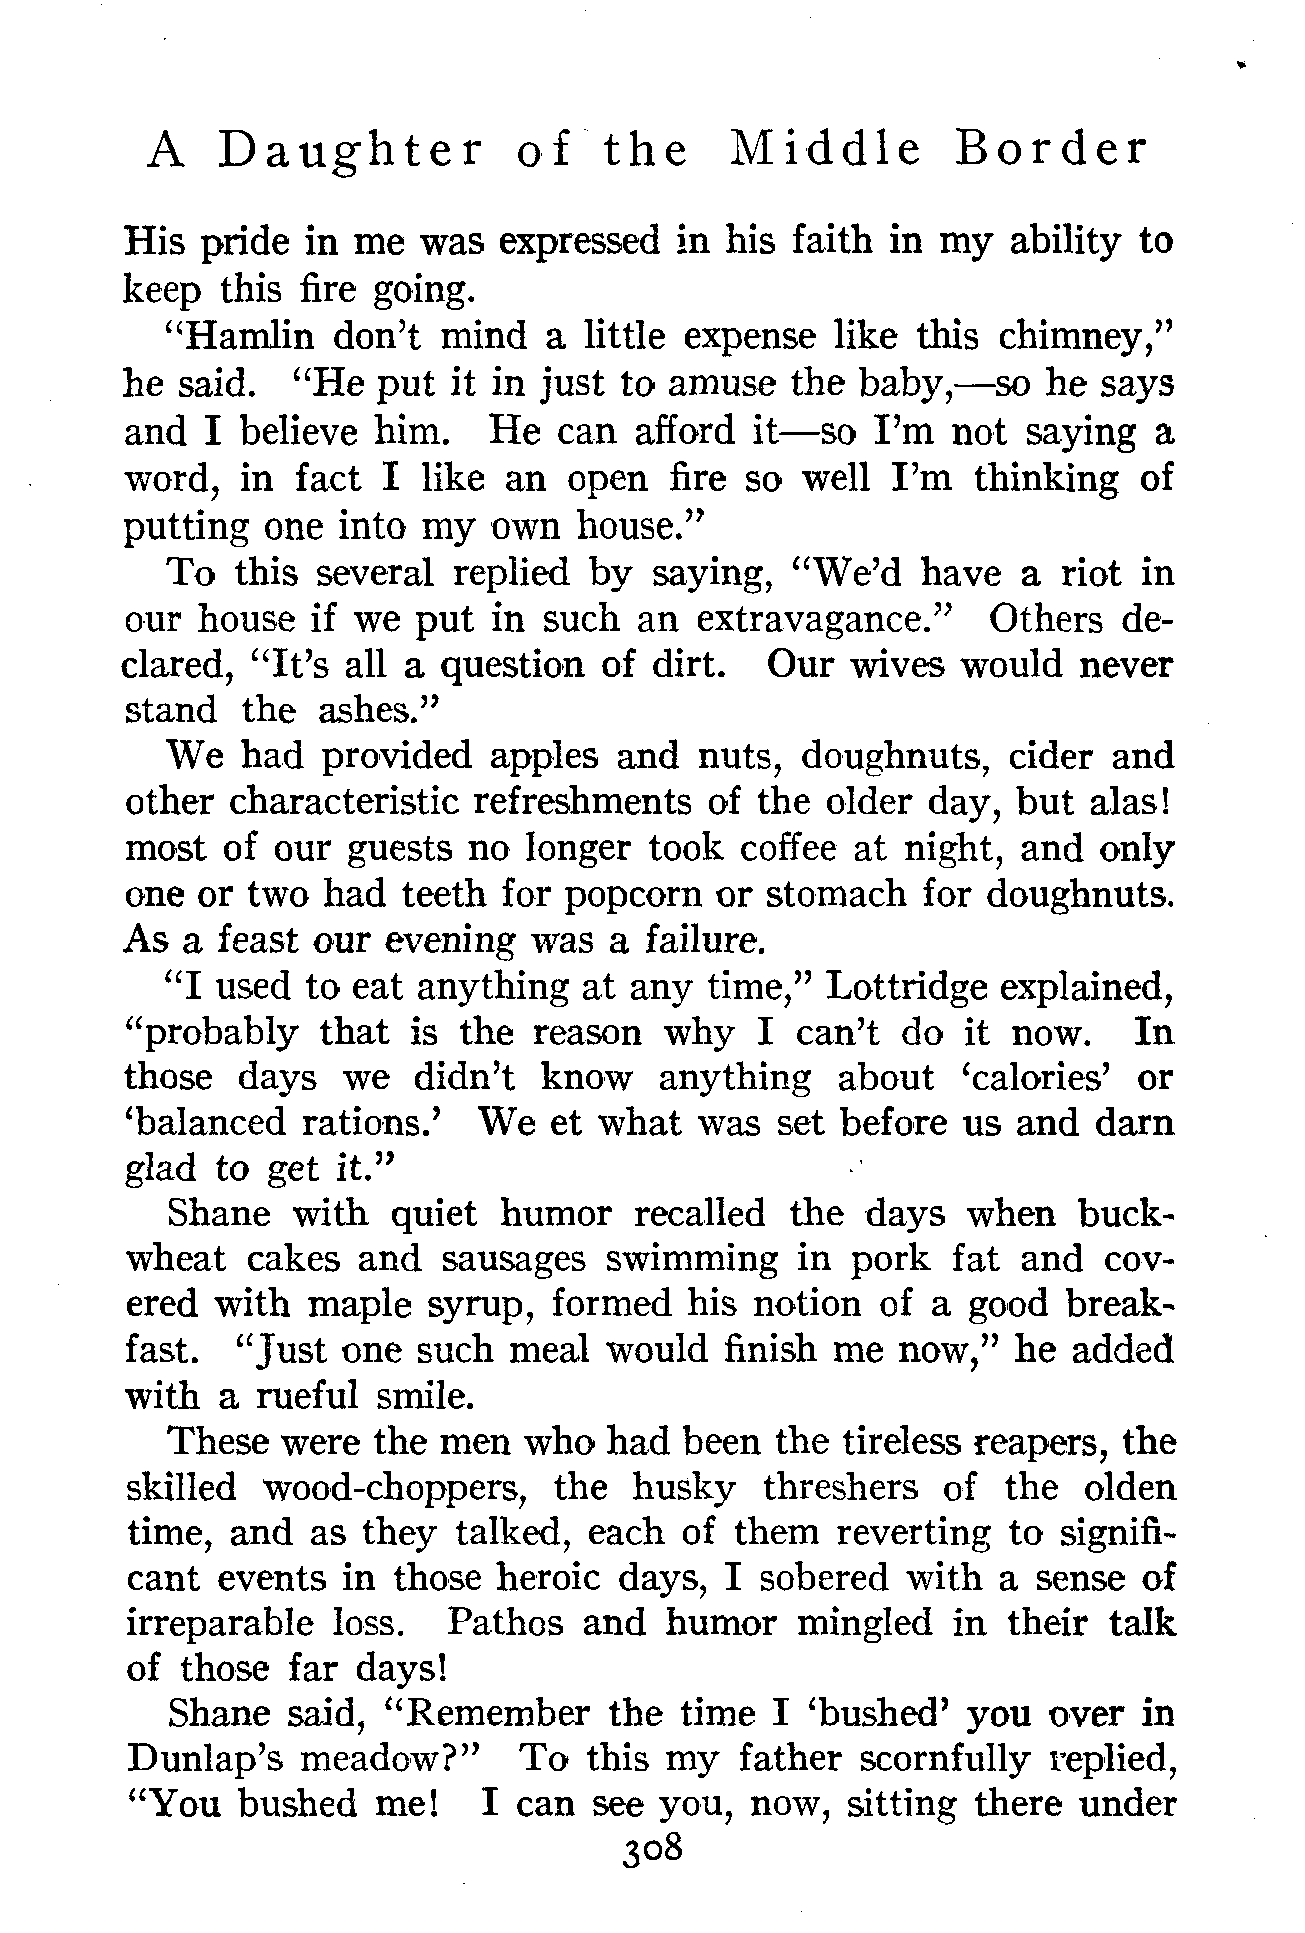 A Daughter of the Middle Border
His pride in me was expressed in his faith in my ability to
keep this fire going.
"Hamlin don't mind a little expense like this chimney,"
he said. "He put it in just to amuse the baby,—so he says
and I believe him. He can afford it—so I'm not saying a
word, in fact I like an open fire so well I'm thinking of
putting one into my own house."
To this several replied by saying, "We'd have a riot in
our house if we put in such an extravagance." Others de-
clared, "It's all a question of dirt. Our wives would never
stand the ashes."
We had provided apples and nuts, doughnuts, cider and
other characteristic refreshments of the older day, but alas!
most of our guests no longer took coffee at night, and only
one or two had teeth for popcorn or stomach for doughnuts.
As a feast our evening was a failure.
"I used to eat anything at any time," Lottridge explained,
"probably that is the reason why I can't do it now. In
those days we didn't know anything about 'calories' or
'balanced rations.' We et what was set before us and darn
glad to get it."
Shane with quiet humor recalled the days when buck-
wheat cakes and sausages swimming in pork fat and cov-
ered with maple syrup, formed his notion of a good break-
fast. "Just one such meal would finish me now," he added
with a rueful smile.
These were the men who had been the tireless reapers, the
skilled wood-choppers, the husky threshers of the olden
time, and as they talked, each of them reverting to signifi-
cant events in those heroic days, I sobered with a sense of
irreparable loss. Pathos and humor mingled in their talk
of those far days!
Shane said, "Remember the time I 'bushed' you over in
Dunlap's meadow?" To this my father scornfully replied,
"You bushed me! I can see you, now, sitting there under
308